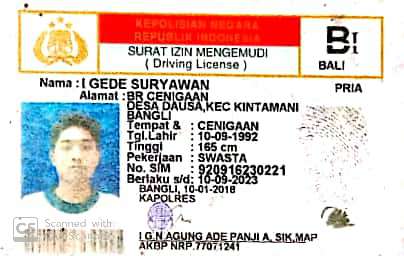 KEPOLISIAN NEGARA
REPUBLIK INDONESIA
SURAT IZIN MENGEMUDI
( Driving License )
BII
BALI
Nama : I GEDE SURYAWAN
PRIA
Alamat : BR CENIGAAN
DESA DAUSA,KEC KINTAMANI
BANGLI
Tempat & : CENIGAAN
Tgl.Lahir : 10-09-1992
Tinggi : 165 cm
Pekerjaan : SWASTA
No. SIM : 920916230221
Berlaku s/d : 10-09-2023
BANGLI, 10-01-2018
KAPOLRES
I G.N AGUNG ADE PANJI A, SIK,MAP
AKBP NRP.77071241
CS
Scanned with